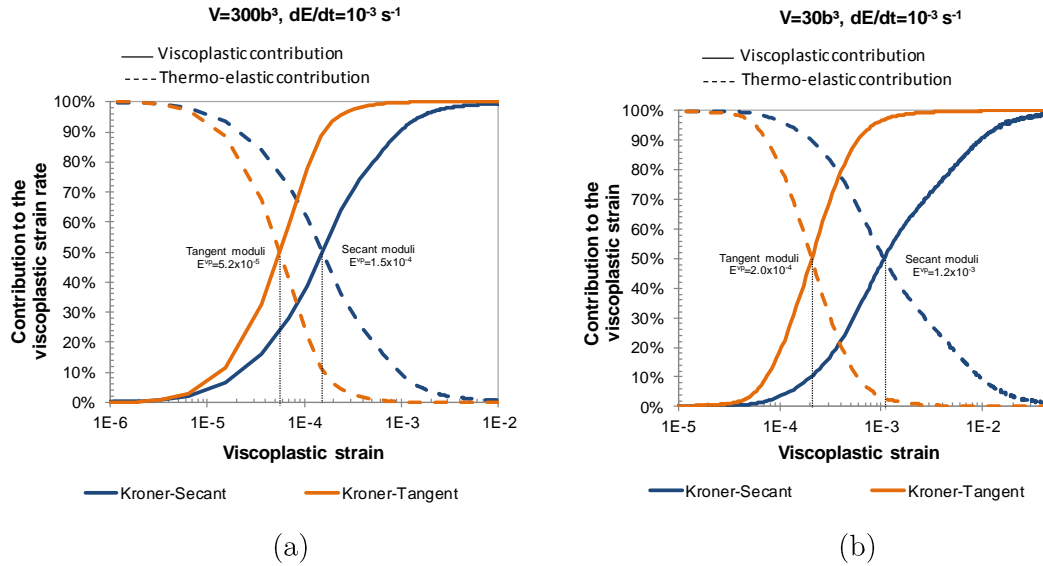 V=300b³, dE/dt=10⁻³ s⁻¹
Viscoplastic contribution
Thermo-elastic contribution
100%
90%
80%
70%
60%
50%
40%
30%
20%
10%
0%
Contribution to the
viscoplastic strain rate
Tangent moduli
Eᵛᵖ=5.2x10⁻⁵
Secant moduli
Eᵛᵖ=1.5x10⁻⁴
1E-6 1E-5 1E-4 1E-3 1E-2
Viscoplastic strain
Kroner-Secant Kroner-Tangent
(a)
V=30b³, dE/dt=10⁻³ s⁻¹
Viscoplastic contribution
Thermo-elastic contribution
100%
90%
80%
70%
60%
50%
40%
30%
20%
10%
0%
Contribution to the
viscoplastic strain
Tangent moduli
Eᵛᵖ=2.0x10⁻⁴
Secant moduli
Eᵛᵖ=1.2x10⁻³
1E-5 1E-4 1E-3 1E-2
Viscoplastic strain
Kroner-Secant Kroner-Tangent
(b)